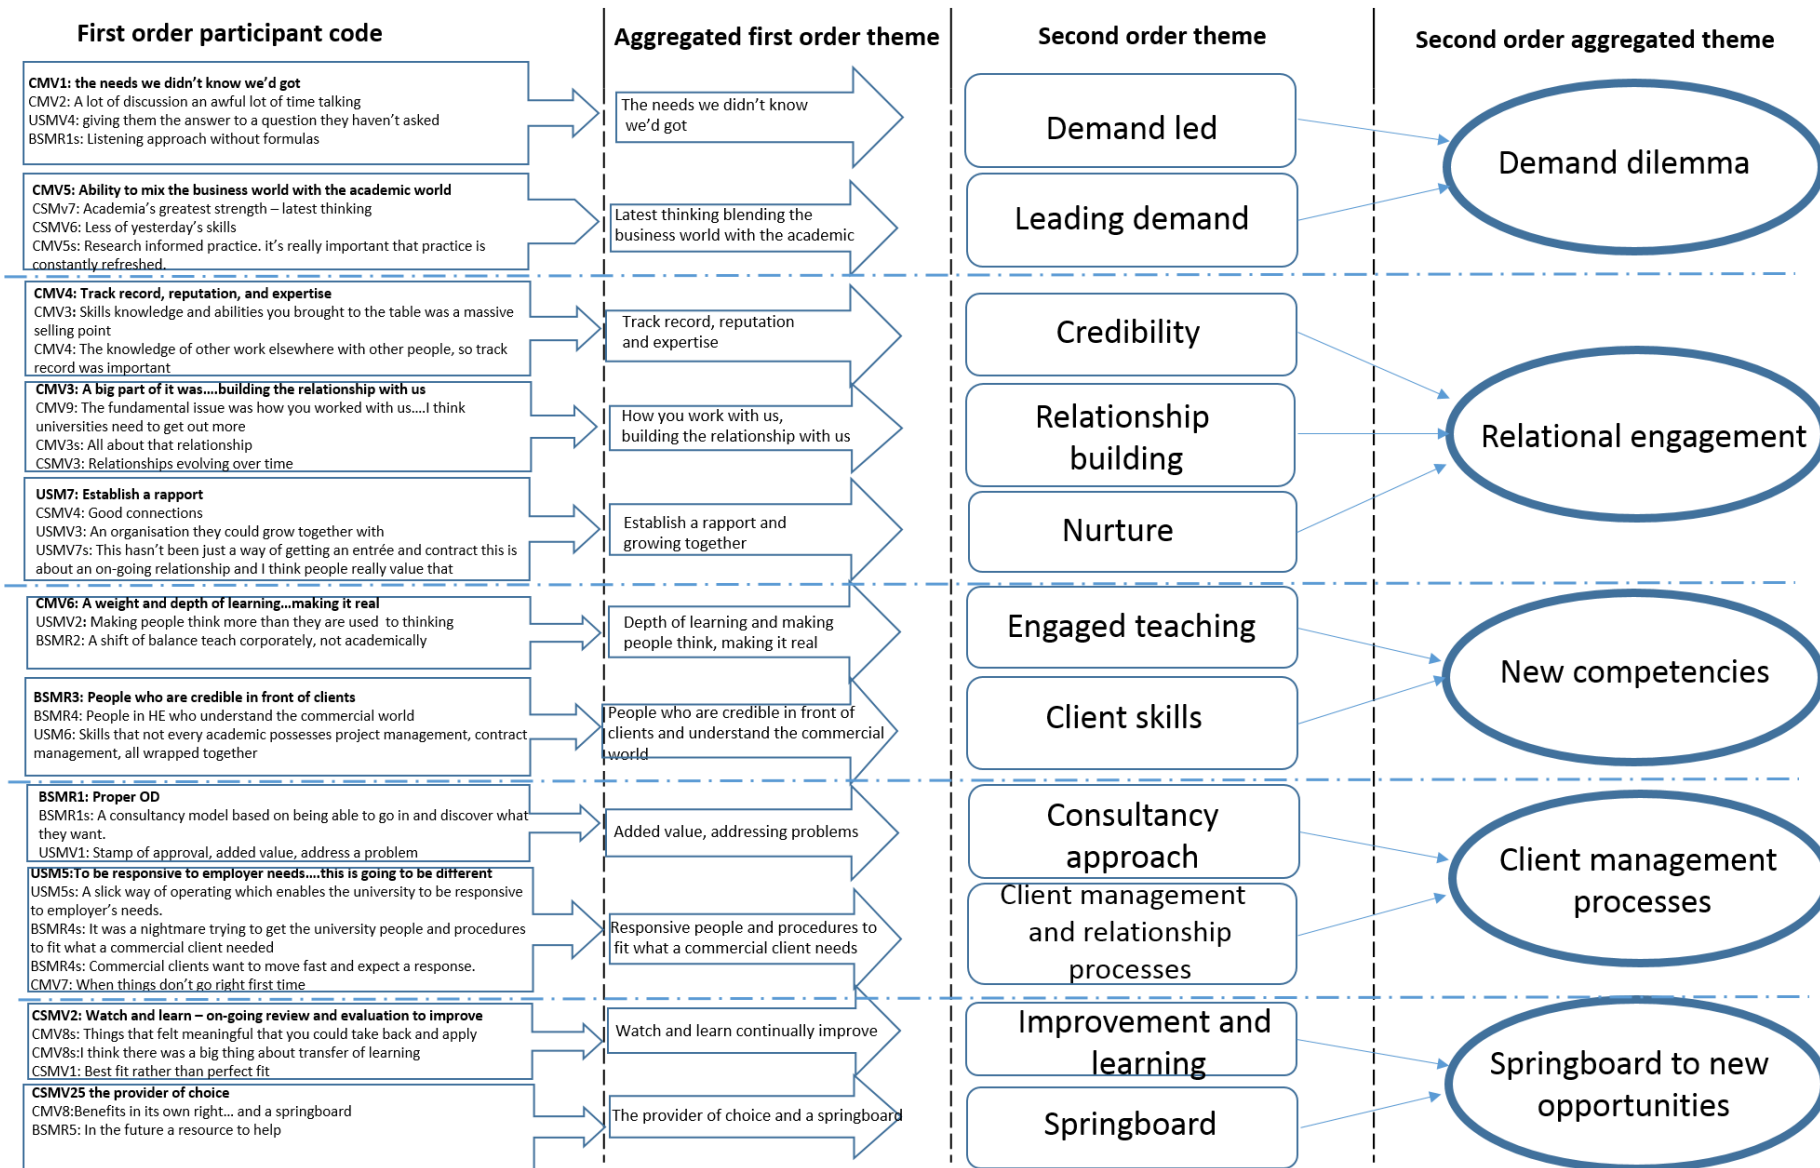 First order participant code
Aggregated first order theme
Second order theme
Second order aggregated theme
CMV1: the needs we didn't know we'd got
CMV2: A lot of discussion an awful lot of time talking
USMV4: giving them the answer to a question they haven't asked
BSMR1s: Listening approach without formulas
The needs we didn't know
we'd got
Demand led
Demand dilemma
CMV5: Ability to mix the business world with the academic world
CSMv7: Academia's greatest strength – latest thinking
CSMV6: Less of yesterday's skills
CMV5s: Research informed practice. it's really important that practice is
constantly refreshed.
Latest thinking blending the
business world with the academic
Leading demand
CMV4: Track record, reputation, and expertise
CMV3: Skills knowledge and abilities you brought to the table was a massive
selling point
CMV4: The knowledge of other work elsewhere with other people, so track
record was important
Track record, reputation
and expertise
Credibility
Relational engagement
CMV3: A big part of it was....building the relationship with us
CMV9: The fundamental issue was how you worked with us....I think
universities need to get out more
CMV3s: All about that relationship
CSMV3: Relationships evolving over time
How you work with us,
building the relationship with us
Relationship
building
USM7: Establish a rapport
CSMV4: Good connections
USMV3: An organisation they could grow together with
USMV7s: This hasn't been just a way of getting an entrée and contract this is
about an on-going relationship and I think people really value that
Establish a rapport and
growing together
Nurture
CMV6: A weight and depth of learning...making it real
USMV2: Making people think more than they are used  to thinking
BSMR2: A shift of balance teach corporately, not academically
Depth of learning and making
people think, making it real
Engaged teaching
New competencies
BSMR3: People who are credible in front of clients
BSMR4: People in HE who understand the commercial world
USM6: Skills that not every academic possesses project management, contract
management, all wrapped together
People who are credible in front of
clients and understand the commercial
world
Client skills
BSMR1: Proper OD
BSMR1s: A consultancy model based on being able to go in and discover what
they want.
USMV1: Stamp of approval, added value, address a problem
Added value, addressing problems
Consultancy
approach
Client management
processes
USM5:To be responsive to employer needs....this is going to be different
USM5s: A slick way of operating which enables the university to be responsive
to employer's needs.
BSMR4s: It was a nightmare trying to get the university people and procedures
to fit what a commercial client needed
BSMR4s: Commercial clients want to move fast and expect a response.
CMV7: When things don't go right first time
Responsive people and procedures to
fit what a commercial client needs
Client management
and relationship
processes
CSMV2: Watch and learn – on-going review and evaluation to improve
CMV8s: Things that felt meaningful that you could take back and apply
CMV8s:I think there was a big thing about transfer of learning
CSMV1: Best fit rather than perfect fit
Watch and learn continually improve
Improvement and
learning
Springboard to new
opportunities
CSMV25 the provider of choice
CMV8:Benefits in its own right... and a springboard
BSMR5: In the future a resource to help
The provider of choice and a springboard
Springboard